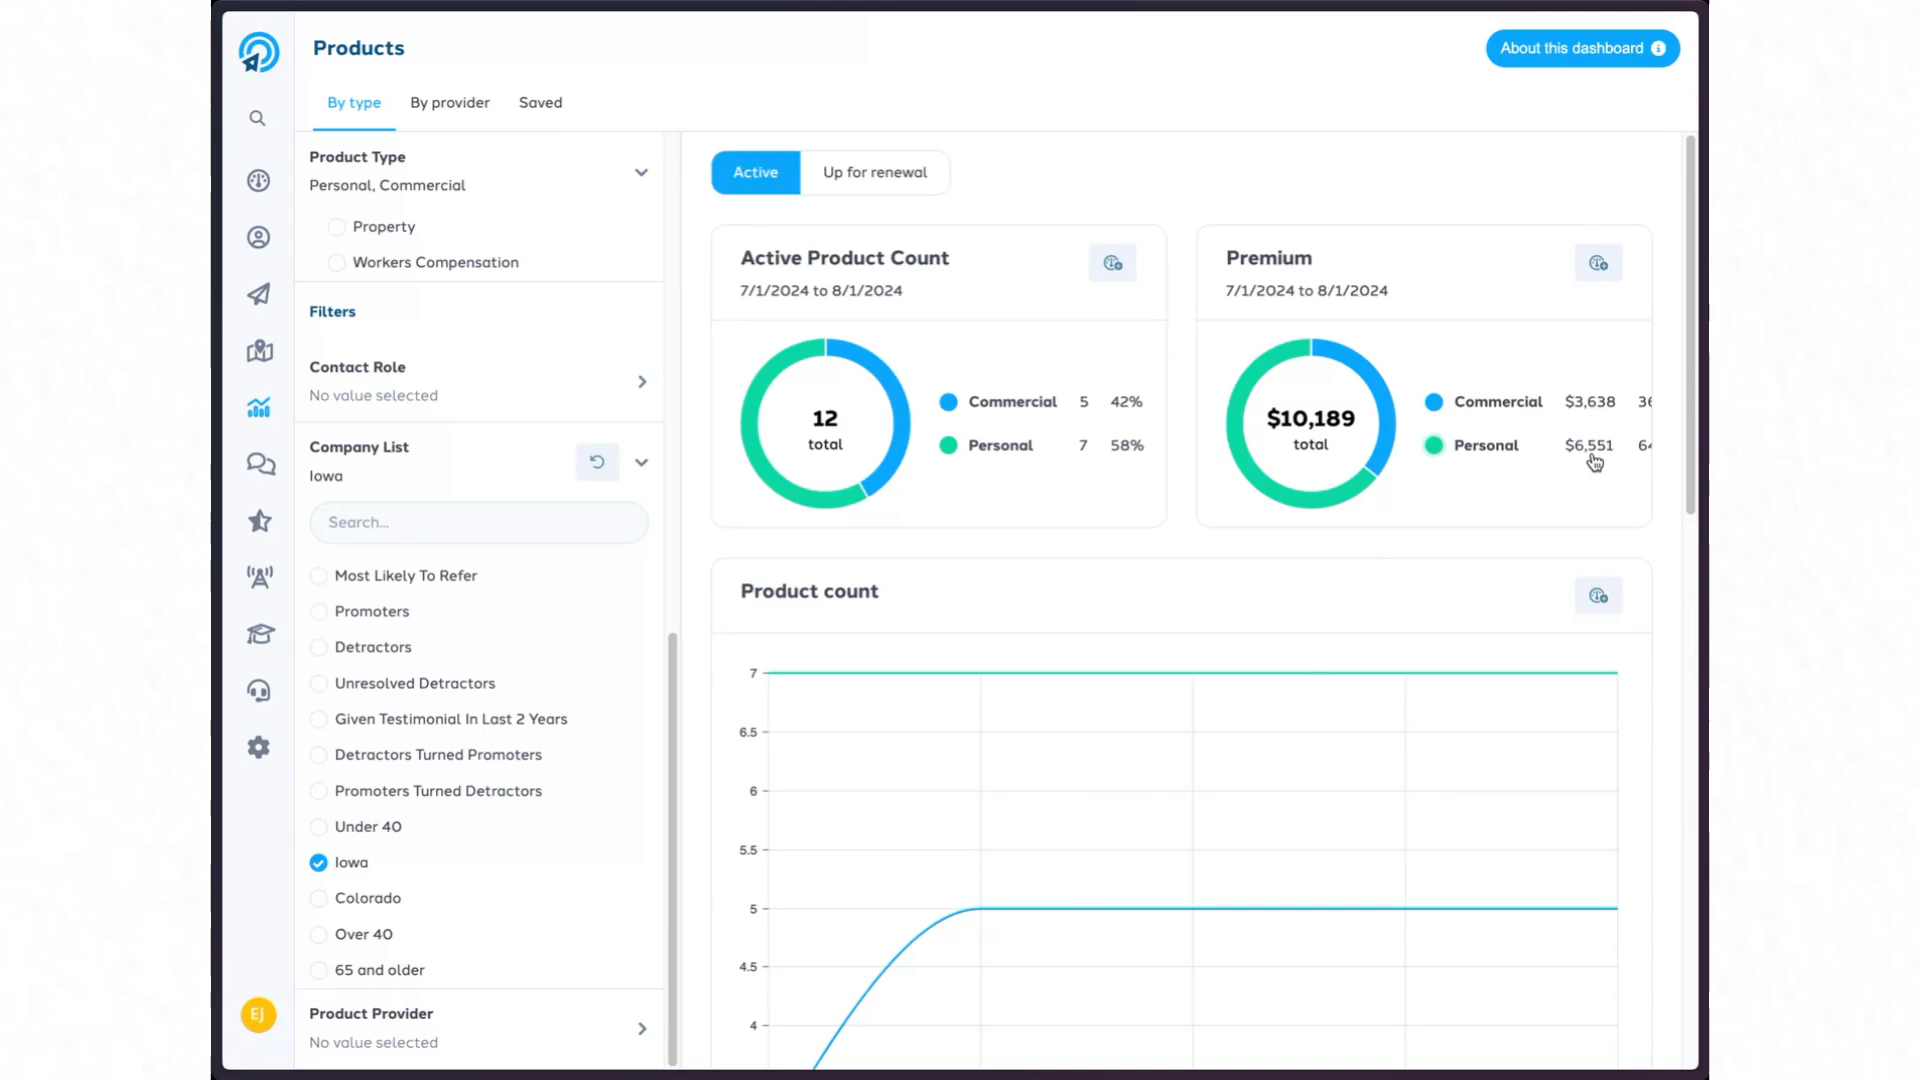 Products
About this dashboard
By type
By provider
Saved
Product Type
Personal, Commercial
Property
Workers Compensation
Filters
Contact Role
No value selected
Company List
Iowa
Search...
Most Likely To Refer
Promoters
Detractors
Unresolved Detractors
Given Testimonial In Last 2 Years
Detractors Turned Promoters
Promoters Turned Detractors
Under 40
Iowa
Colorado
Over 40
65 and older
Product Provider
No value selected
EJ
Active
Up for renewal
Active Product Count
7/1/2024 to 8/1/2024
12
total
Commercial 5 42%
Personal 7 58%
Premium
7/1/2024 to 8/1/2024
$10,189
total
Commercial $3,638
Personal $6,551
Product count
7
6.5
6
5.5
5
4.5
4